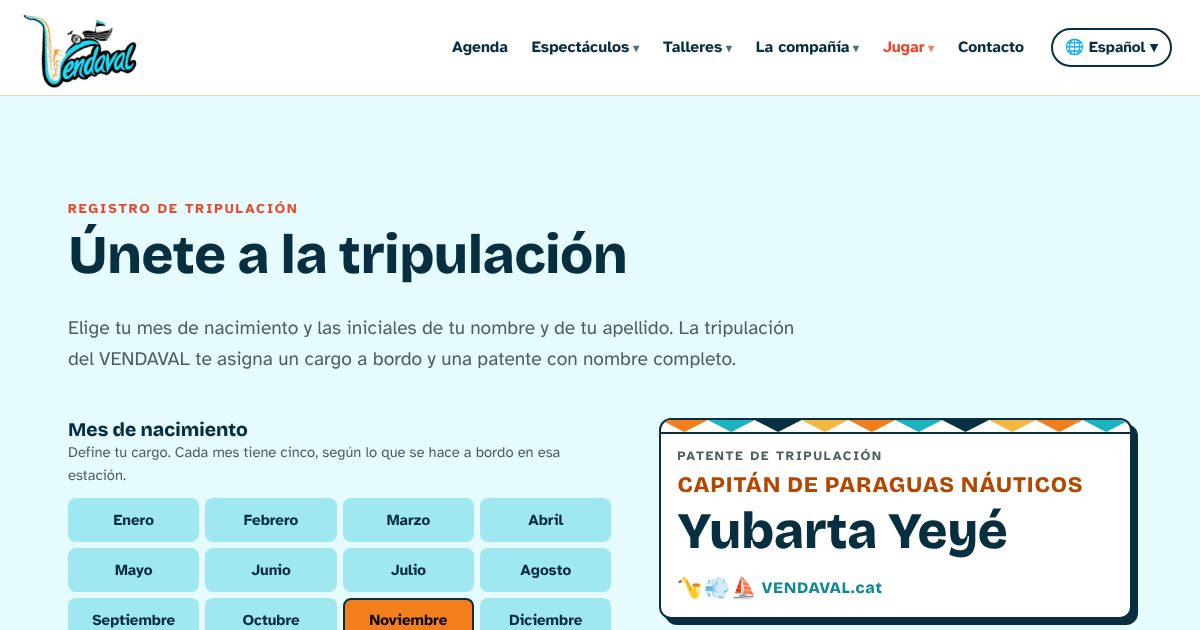 Vendaval
Agenda
Espectáculos ▾
Talleres ▾
La compañía ▾
Jugar ▾
Contacto
🌐 Español ▾
REGISTRO DE TRIPULACIÓN
Únete a la tripulación
Elige tu mes de nacimiento y las iniciales de tu nombre y de tu apellido. La tripulación
del VENDAVAL te asigna un cargo a bordo y una patente con nombre completo.
Mes de nacimiento
Define tu cargo. Cada mes tiene cinco, según lo que se hace a bordo en esa
estación.
Enero
Febrero
Marzo
Abril
Mayo
Junio
Julio
Agosto
Septiembre
Octubre
Noviembre
Diciembre
PATENTE DE TRIPULACIÓN
CAPITÁN DE PARAGUAS NÁUTICOS
Yubarta Yeyé
🎷💨⛵ VENDAVAL.cat